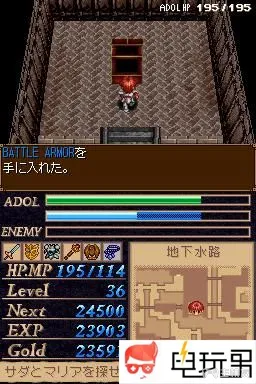 ADOL HP 195/195
BATTLE ARMORを
手に入れた。
ADOL
ENEMY
HP.MP 195/114
Level 36
Next 24500
EXP 23903
Gold 2359
地下水路
サダとマリアを探せ
电玩男